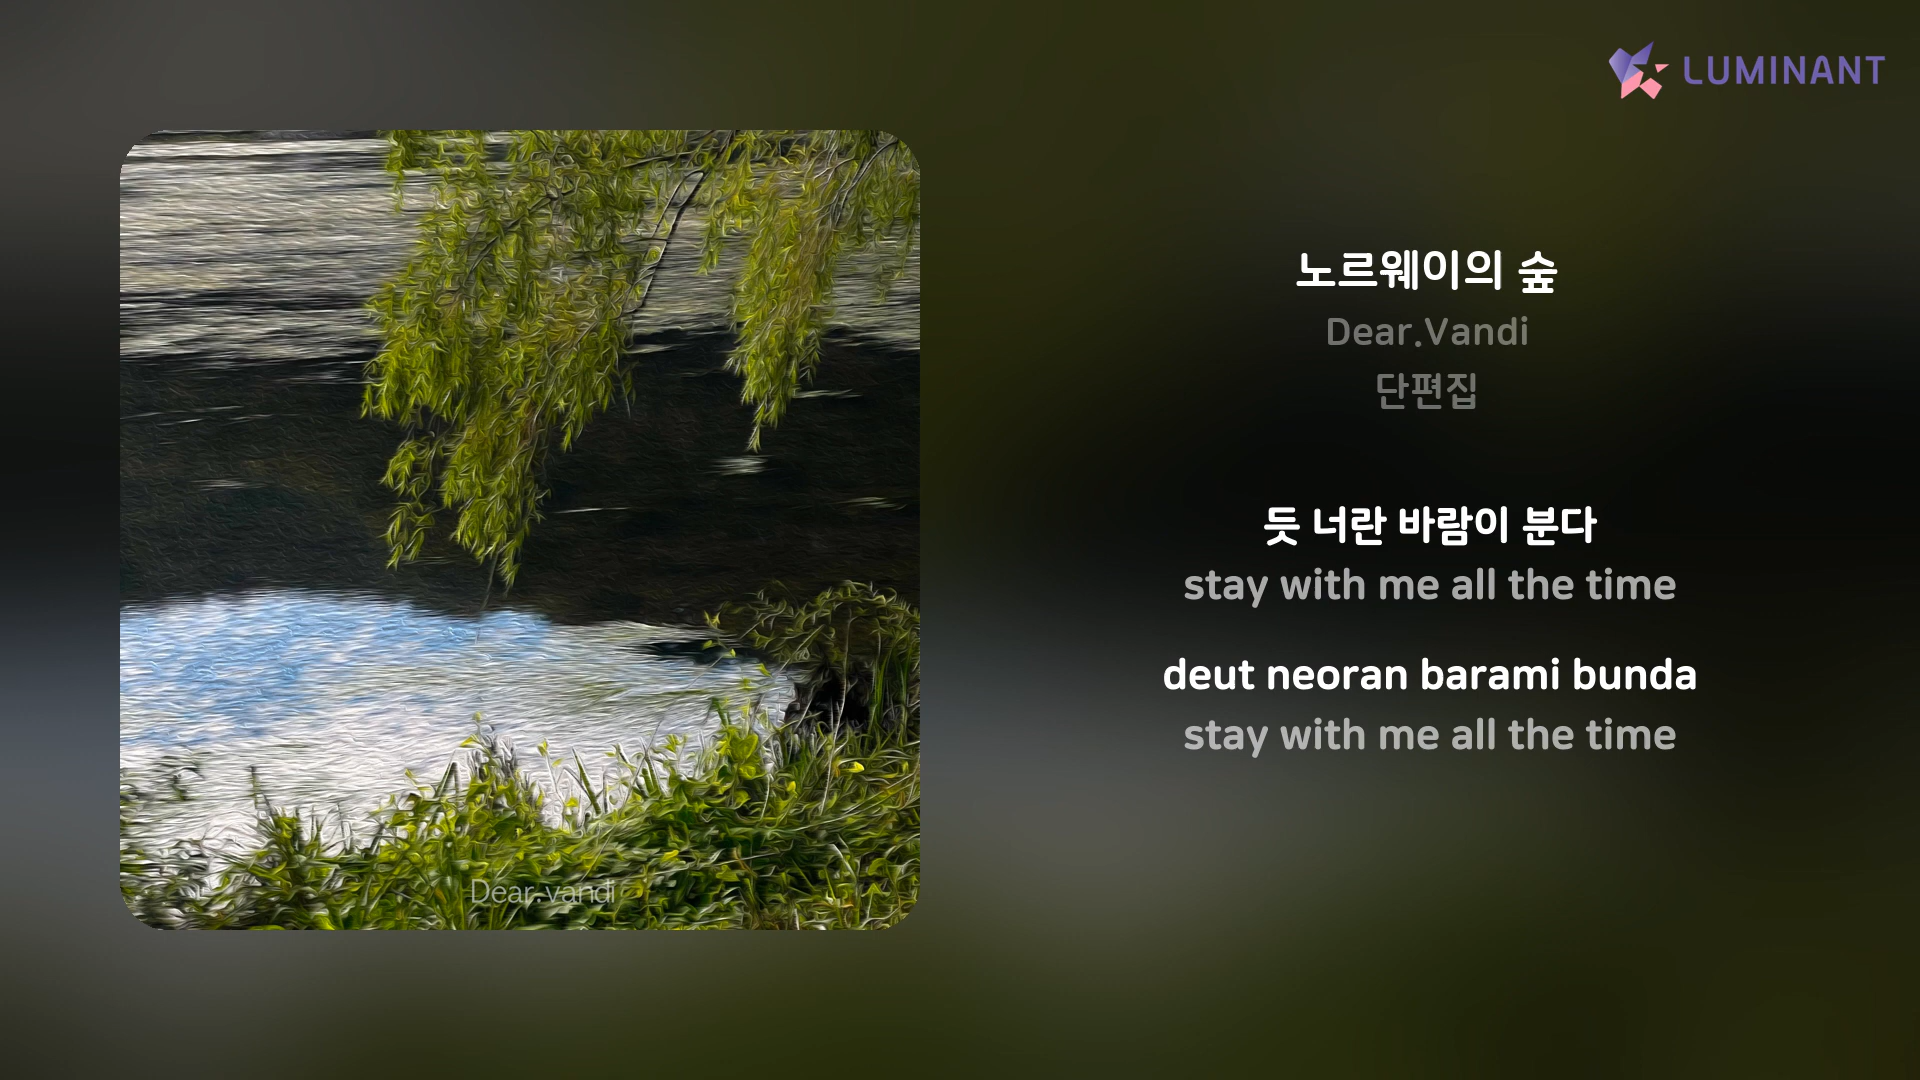 LUMINANT
노르웨이의 숲
Dear.Vandi
단편집
듯 너란 바람이 분다
stay with me all the time
deut neoran barami bunda
stay with me all the time
Dear.vandi